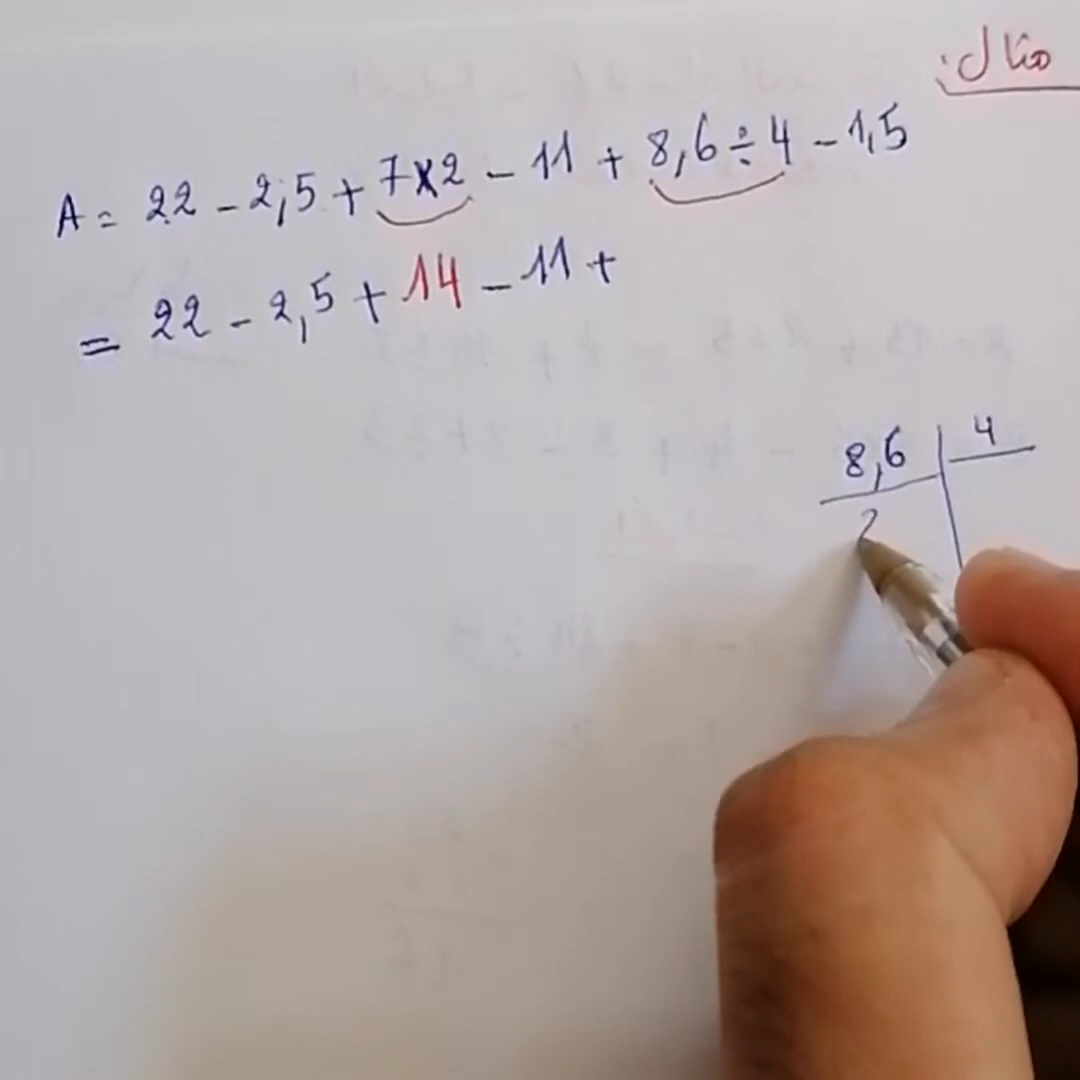 مثال:
A = 22 - 2,5 + 7×2 - 11 + 8,6 ÷ 4 - 1,5
= 22 - 2,5 + 14 - 11 +
8,6 4